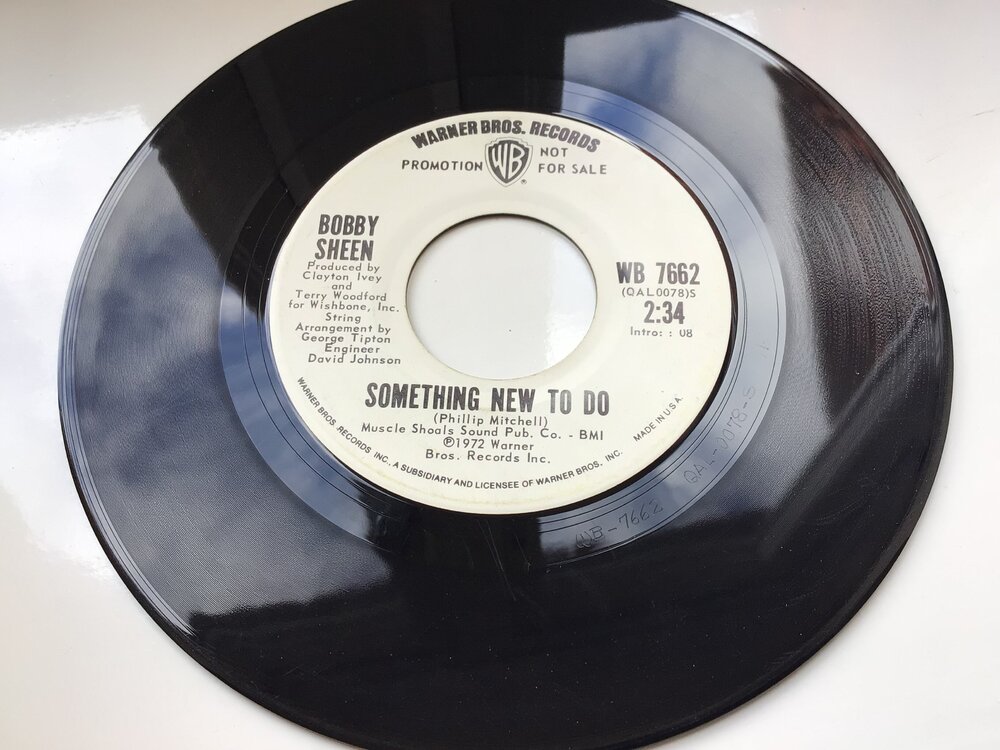 WARNER BROS. RECORDS
PROMOTION WB NOT
FOR SALE
®
BOBBY
SHEEN
Produced by
Clayton Ivey
and
Terry Woodford
for Wishbone, Inc.
String
Arrangement by
George Tipton
Engineer
David Johnson
WB 7662
(QAL0078)S
2:34
Intro: : 08
SOMETHING NEW TO DO
(Phillip Mitchell)
Muscle Shoals Sound Pub. Co. - BMI
℗1972 Warner
Bros. Records Inc.
WARNER BROS. RECORDS INC., A SUBSIDIARY AND LICENSEE OF WARNER BROS. INC.
MADE IN U.S.A.
WB-7662 QAL-0078-S